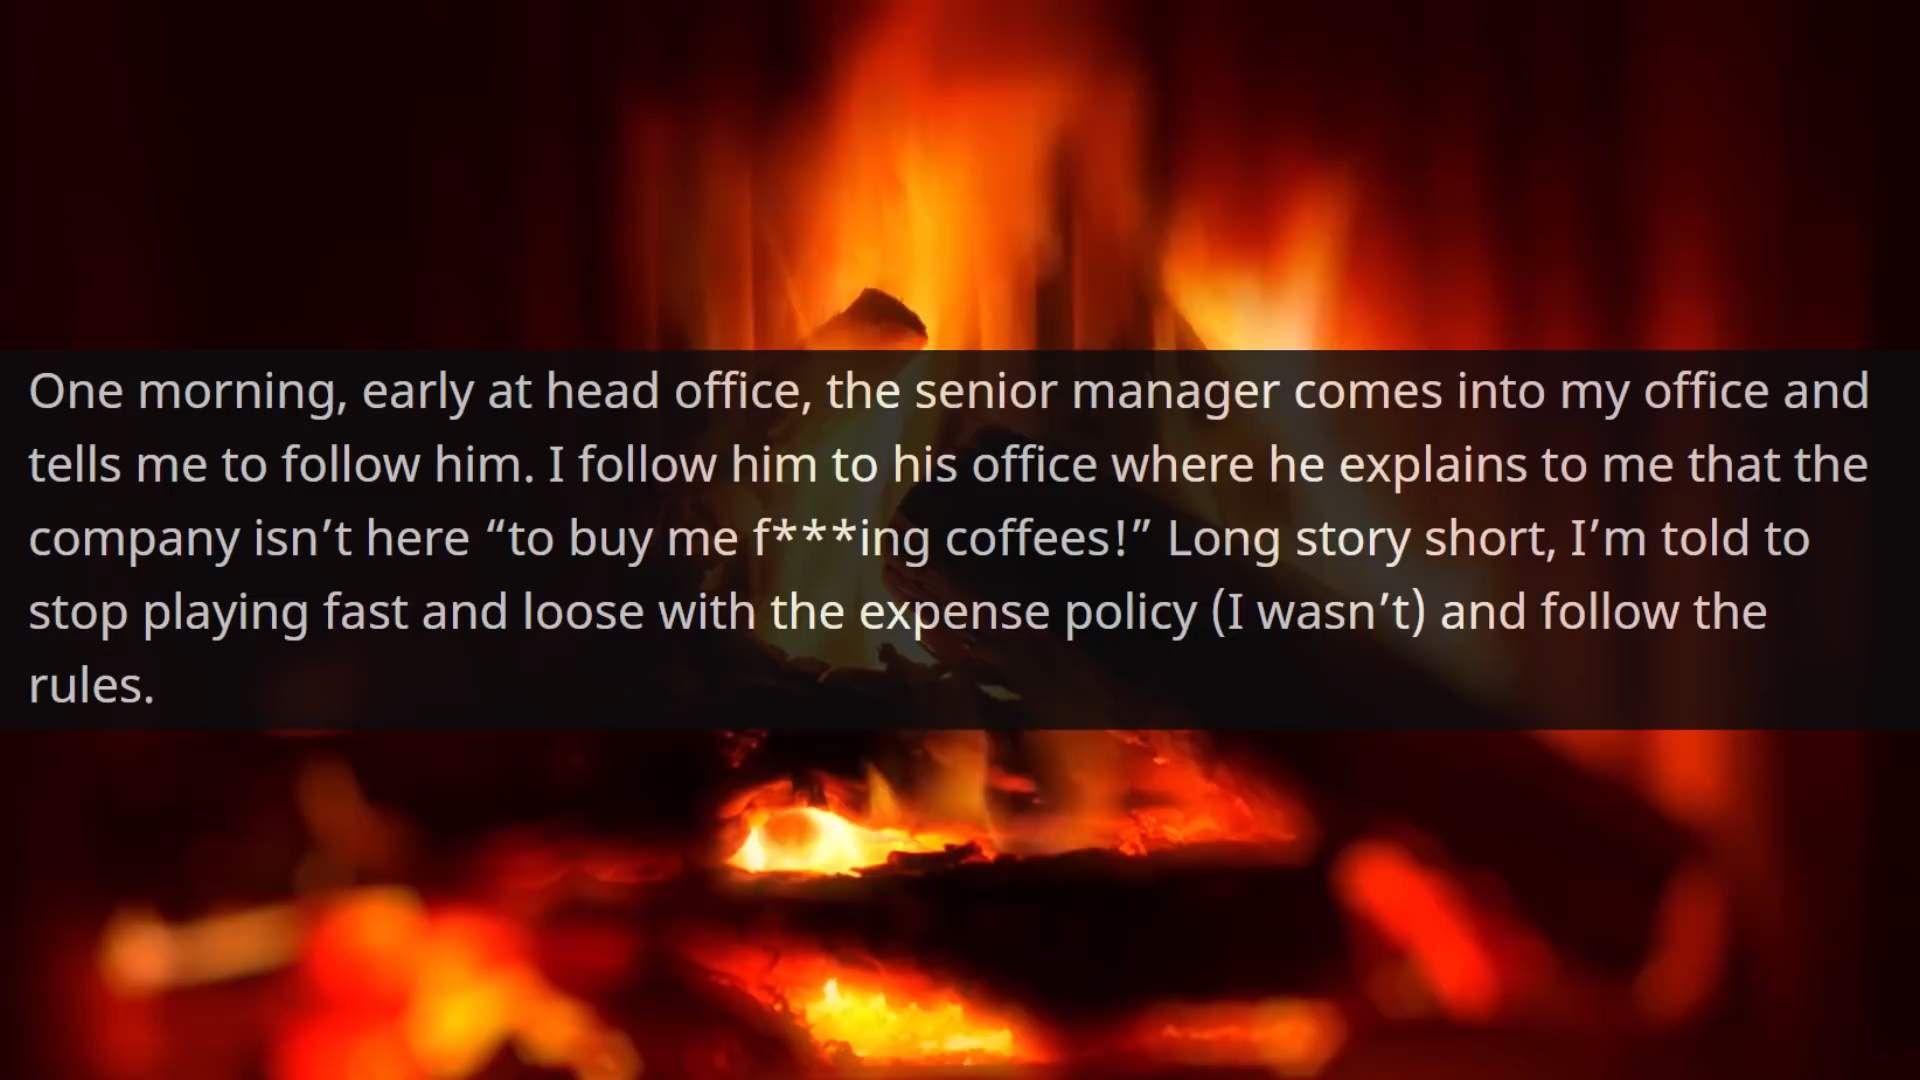 One morning, early at head office, the senior manager comes into my office and
tells me to follow him. I follow him to his office where he explains to me that the
company isn’t here “to buy me f***ing coffees!” Long story short, I’m told to
stop playing fast and loose with the expense policy (I wasn’t) and follow the
rules.